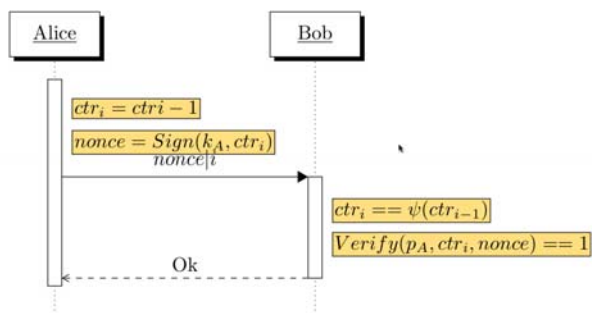 Alice
Bob
ctr_i = ctri − 1
nonce = Sign(k_A, ctr_i)
nonce|i
ctr_i == ψ(ctr_{i−1})
Verify(p_A, ctr_i, nonce) == 1
Ok